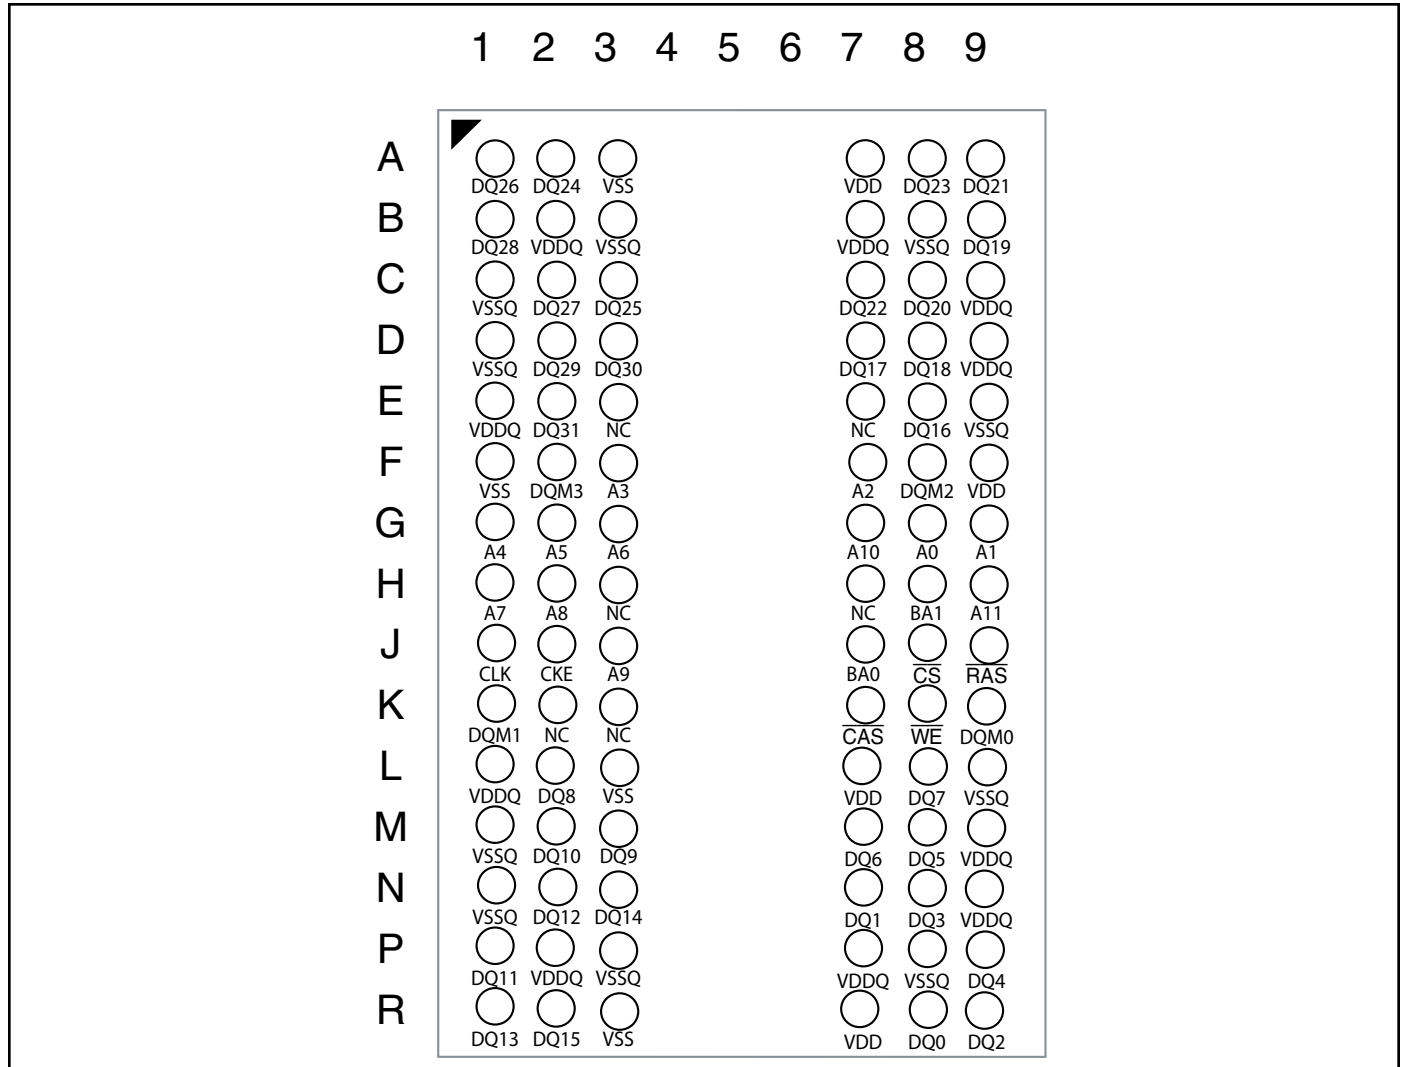 1 2 3 4 5 6 7 8 9
A
DQ26 DQ24 VSS VDD DQ23 DQ21
B
DQ28 VDDQ VSSQ VDDQ VSSQ DQ19
C
VSSQ DQ27 DQ25 DQ22 DQ20 VDDQ
D
VSSQ DQ29 DQ30 DQ17 DQ18 VDDQ
E
VDDQ DQ31 NC NC DQ16 VSSQ
F
VSS DQM3 A3 A2 DQM2 VDD
G
A4 A5 A6 A10 A0 A1
H
A7 A8 NC NC BA1 A11
J
CLK CKE A9 BA0 C̅S̅ R̅A̅S̅
K
DQM1 NC NC C̅A̅S̅ W̅E̅ DQM0
L
VDDQ DQ8 VSS VDD DQ7 VSSQ
M
VSSQ DQ10 DQ9 DQ6 DQ5 VDDQ
N
VSSQ DQ12 DQ14 DQ1 DQ3 VDDQ
P
DQ11 VDDQ VSSQ VDDQ VSSQ DQ4
R
DQ13 DQ15 VSS VDD DQ0 DQ2